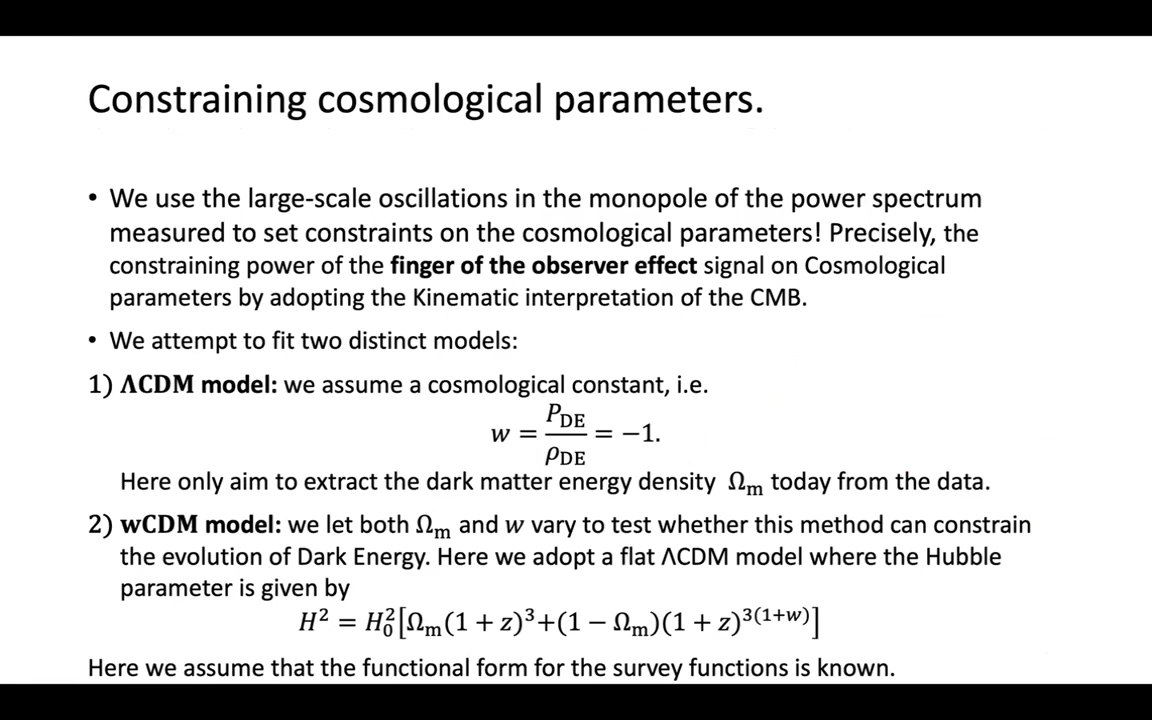 Constraining cosmological parameters.
• We use the large-scale oscillations in the monopole of the power spectrum
measured to set constraints on the cosmological parameters! Precisely, the
constraining power of the finger of the observer effect signal on Cosmological
parameters by adopting the Kinematic interpretation of the CMB.
• We attempt to fit two distinct models:
1) ΛCDM model: we assume a cosmological constant, i.e.
w = P_DE / ρ_DE = −1.
Here only aim to extract the dark matter energy density Ω_m today from the data.
2) wCDM model: we let both Ω_m and w vary to test whether this method can constrain
the evolution of Dark Energy. Here we adopt a flat ΛCDM model where the Hubble
parameter is given by
H² = H₀²[Ω_m(1 + z)³+(1 − Ω_m)(1 + z)^{3(1+w)}]
Here we assume that the functional form for the survey functions is known.